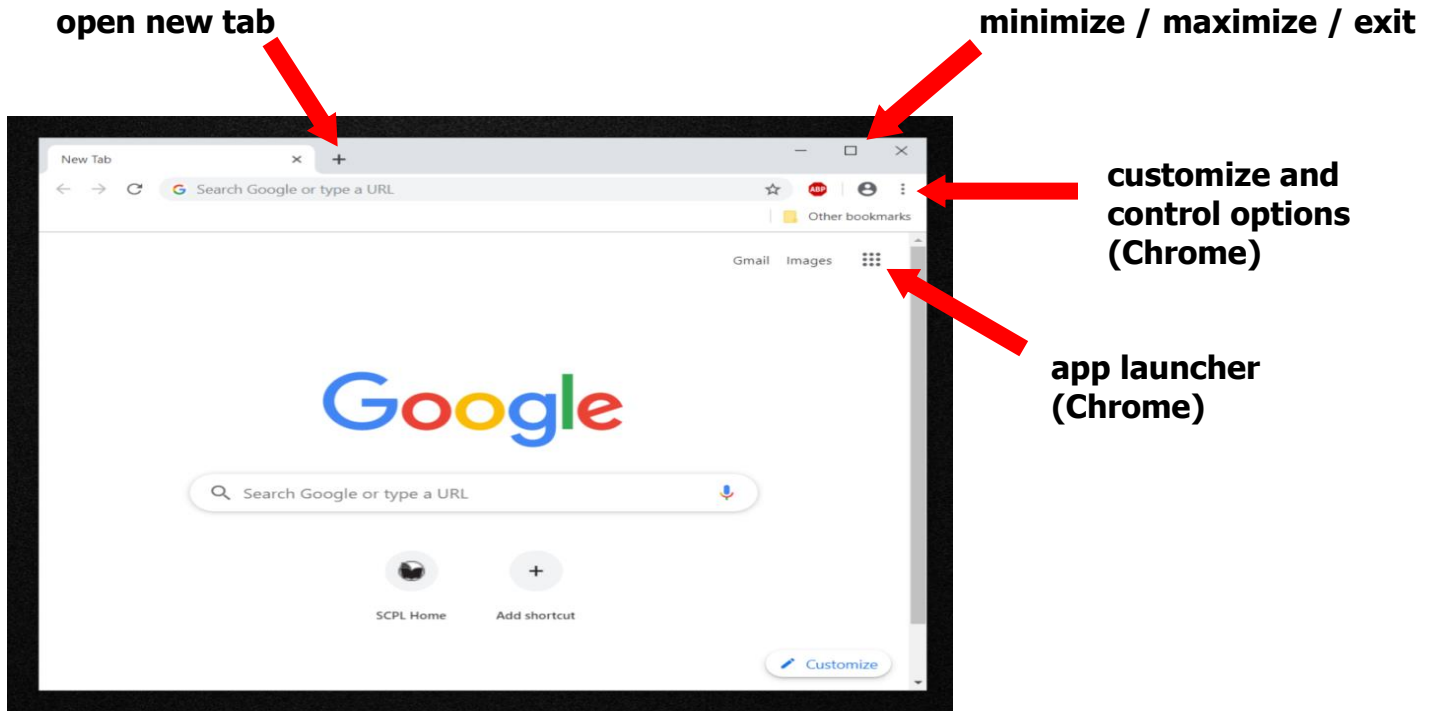 open new tab
minimize / maximize / exit
New Tab
Search Google or type a URL
ABP
Other bookmarks
customize and
control options
(Chrome)
Gmail Images
app launcher
(Chrome)
Google
Search Google or type a URL
SCPL Home Add shortcut
Customize